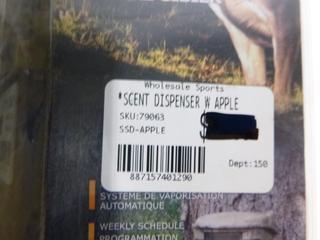 Wholesale Sports
*SCENT DISPENSER W APPLE
SKU:79063
$
SSD-APPLE
Dept:150
887157401290
SYSTÈME DE VAPORISATION
AUTOMATIQUE
WEEKLY SCHEDULE
PROGRAMMATION